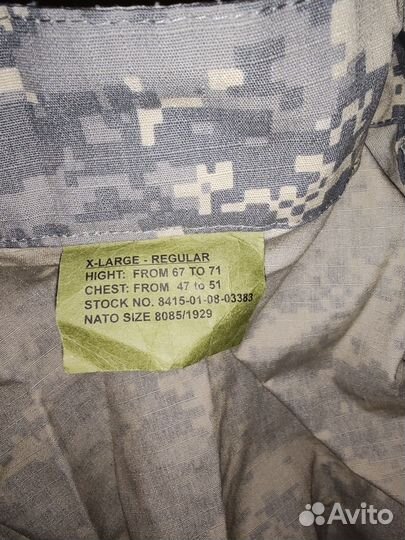 X-LARGE - REGULAR
HIGHT: FROM 67 TO 71
CHEST: FROM 47 to 51
STOCK NO. 8415-01-08-03383
NATO SIZE 8085/1929
Avito